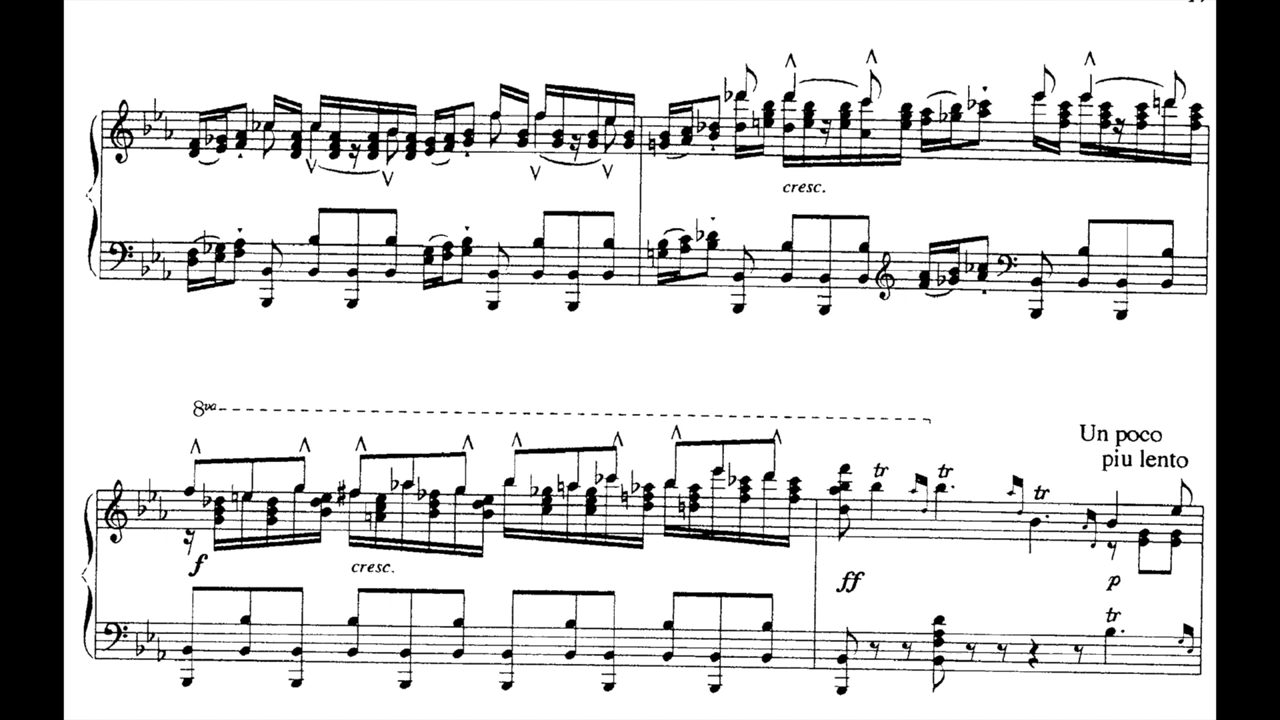 cresc.
8va
Un poco
piu lento
tr
tr
tr
f
cresc.
ff
p
tr